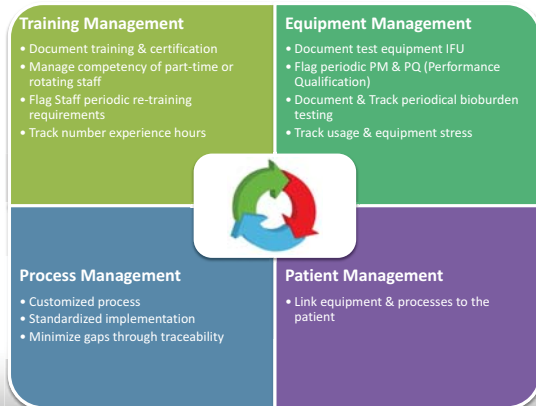 Training Management
• Document training & certification
• Manage competency of part-time or
rotating staff
• Flag Staff periodic re-training
requirements
• Track number experience hours
Equipment Management
• Document test equipment IFU
• Flag periodic PM & PQ (Performance
Qualification)
• Document & Track periodical bioburden
testing
• Track usage & equipment stress
Process Management
• Customized process
• Standardized implementation
• Minimize gaps through traceability
Patient Management
• Link equipment & processes to the
patient